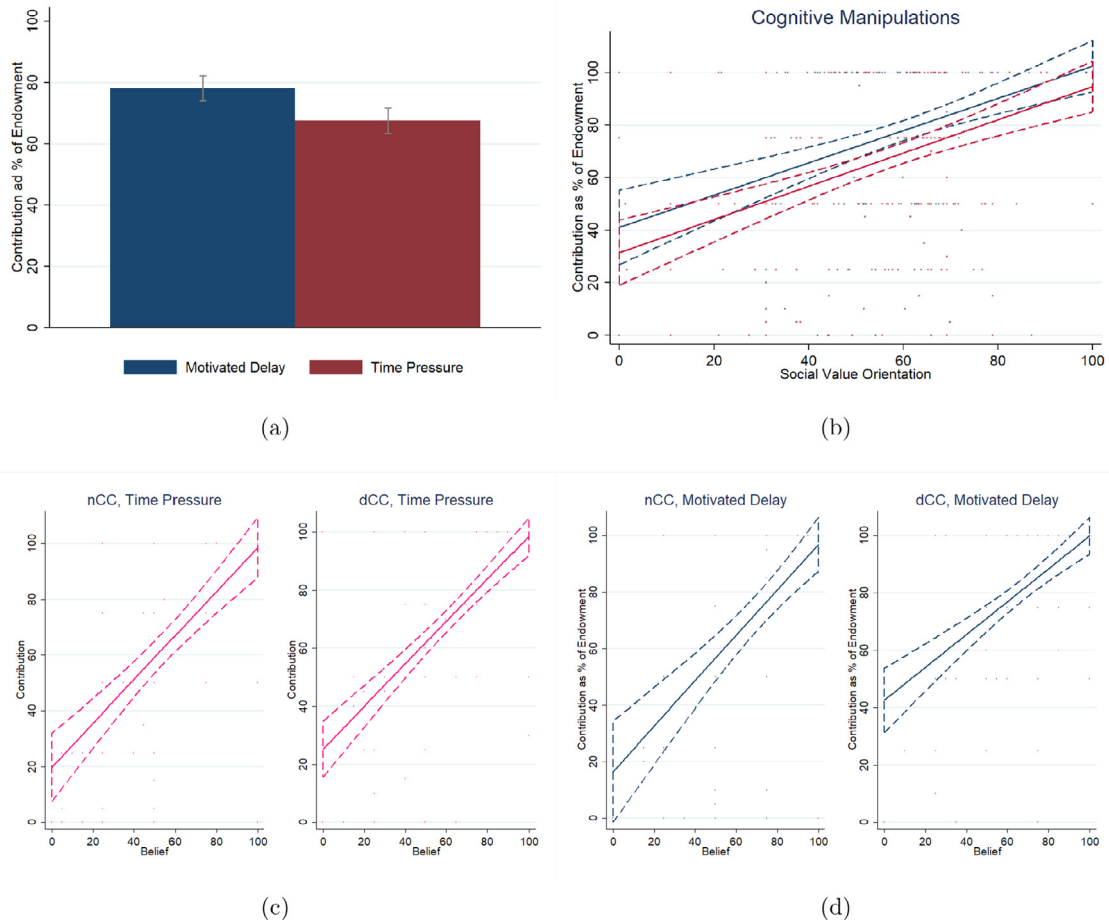 Contribution ad % of Endowment
0 20 40 60 80 100
Motivated Delay
Time Pressure
(a)
Cognitive Manipulations
Contribution as % of Endowment
0 20 40 60 80 100
0 20 40 60 80 100
Social Value Orientation
(b)
nCC, Time Pressure
Contribution
0 20 40 60 80 100
0 20 40 60 80 100
Belief
dCC, Time Pressure
Contribution
0 20 40 60 80 100
0 20 40 60 80 100
Belief
(c)
nCC, Motivated Delay
Contribution as % of Endowment
0 20 40 60 80 100
0 20 40 60 80 100
Belief
dCC, Motivated Delay
Contribution as % of Endowment
0 20 40 60 80 100
0 20 40 60 80 100
Belief
(d)